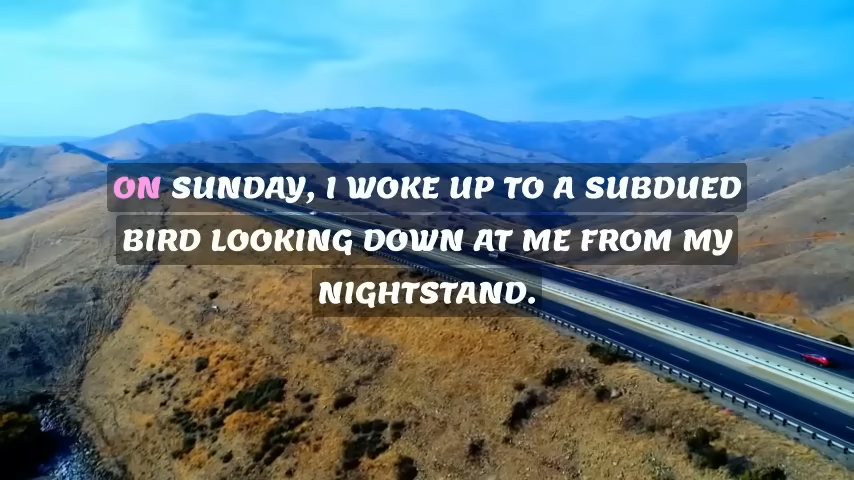 ON SUNDAY, I WOKE UP TO A SUBDUED
BIRD LOOKING DOWN AT ME FROM MY
NIGHTSTAND.